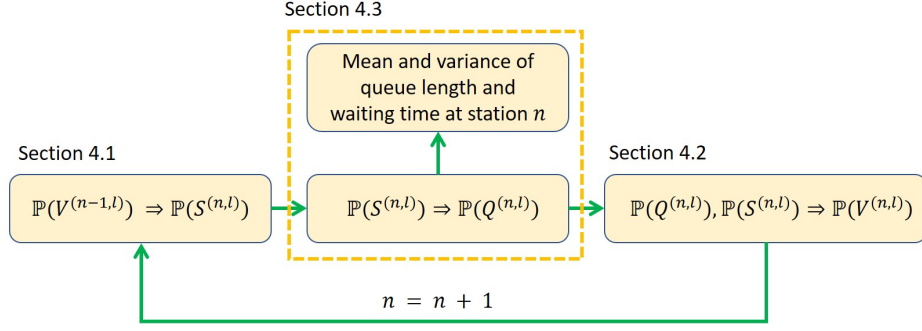 Section 4.3
Mean and variance of
queue length and
waiting time at station n
Section 4.1
ℙ(V^{(n−1,l)}) ⇒ ℙ(S^{(n,l)})
ℙ(S^{(n,l)}) ⇒ ℙ(Q^{(n,l)})
Section 4.2
ℙ(Q^{(n,l)}), ℙ(S^{(n,l)}) ⇒ ℙ(V^{(n,l)})
n = n + 1